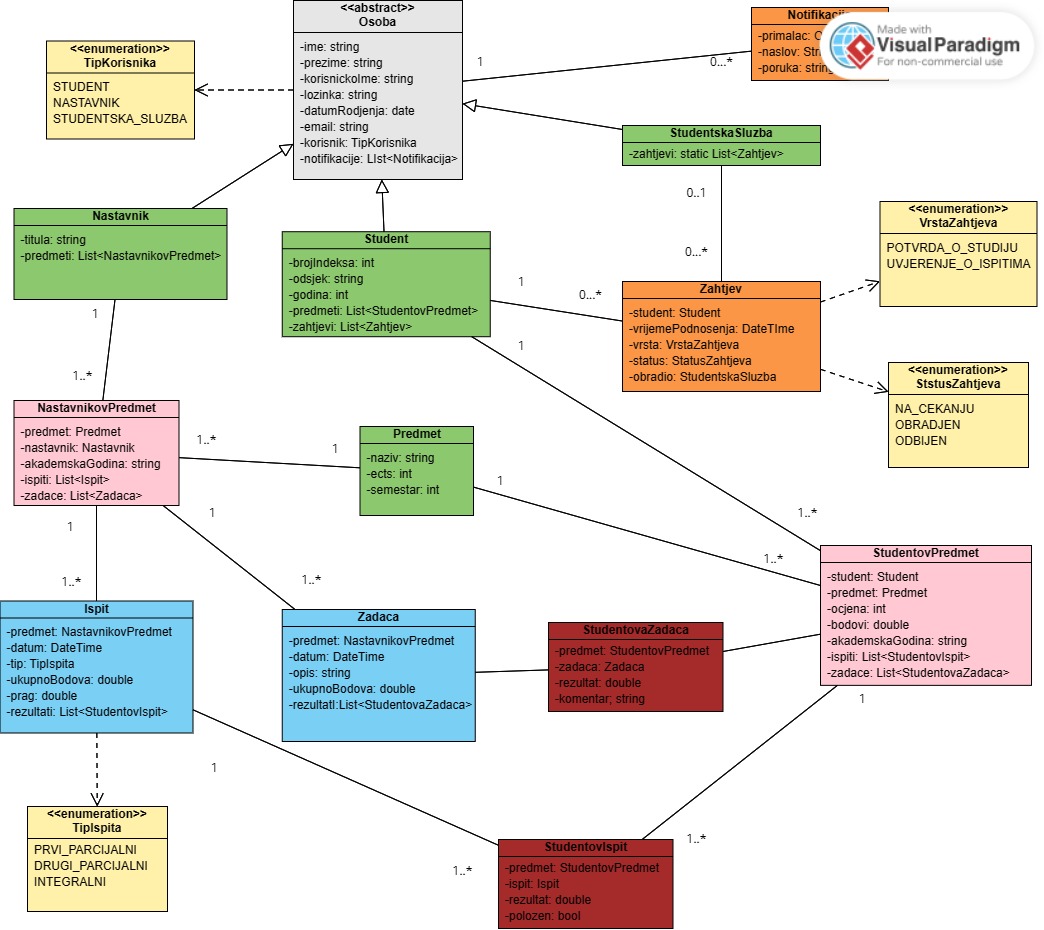 <<abstract>>
Osoba
-ime: string
-prezime: string
-korisnickoIme: string
-lozinka: string
-datumRodjenja: date
-email: string
-korisnik: TipKorisnika
-notifikacije: LIst<Notifikacija>
<<enumeration>>
TipKorisnika
STUDENT
NASTAVNIK
STUDENTSKA_SLUZBA
1
0...*
-primalac:
-naslov:
-poruka: string
Made with
Visual Paradigm
For non-commercial use
StudentskaSluzba
-zahtjevi: static List<Zahtjev>
0..1
0...*
Nastavnik
-titula: string
-predmeti: List<NastavnikovPredmet>
Student
-brojIndeksa: int
-odsjek: string
-godina: int
-predmeti: List<StudentovPredmet>
-zahtjevi: List<Zahtjev>
1
0...*
1
<<enumeration>>
VrstaZahtjeva
POTVRDA_O_STUDIJU
UVJERENJE_O_ISPITIMA
Zahtjev
-student: Student
-vrijemePodnosenja: DateTIme
-vrsta: VrstaZahtjeva
-status: StatusZahtjeva
-obradio: StudentskaSluzba
<<enumeration>>
StstusZahtjeva
NA_CEKANJU
OBRADJEN
ODBIJEN
1
1..*
NastavnikovPredmet
-predmet: Predmet
-nastavnik: Nastavnik
-akademskaGodina: string
-ispiti: List<Ispit>
-zadace: List<Zadaca>
1..*
1
Predmet
-naziv: string
-ects: int
-semestar: int
1
1..*
1..*
StudentovPredmet
-student: Student
-predmet: Predmet
-ocjena: int
-bodovi: double
-akademskaGodina: string
-ispiti: List<StudentovIspit>
-zadace: List<StudentovaZadaca>
1
1..*
1
1..*
Ispit
-predmet: NastavnikovPredmet
-datum: DateTime
-tip: TipIspita
-ukupnoBodova: double
-prag: double
-rezultati: List<StudentovIspit>
Zadaca
-predmet: NastavnikovPredmet
-datum: DateTime
-opis: string
-ukupnoBodova: double
-rezultatI:List<StudentovaZadaca>
StudentovaZadaca
-predmet: StudentovPredmet
-zadaca: Zadaca
-rezultat: double
-komentar; string
1
1..*
1
1..*
<<enumeration>>
TipIspita
PRVI_PARCIJALNI
DRUGI_PARCIJALNI
INTEGRALNI
StudentovIspit
-predmet: StudentovPredmet
-ispit: Ispit
-rezultat: double
-polozen: bool